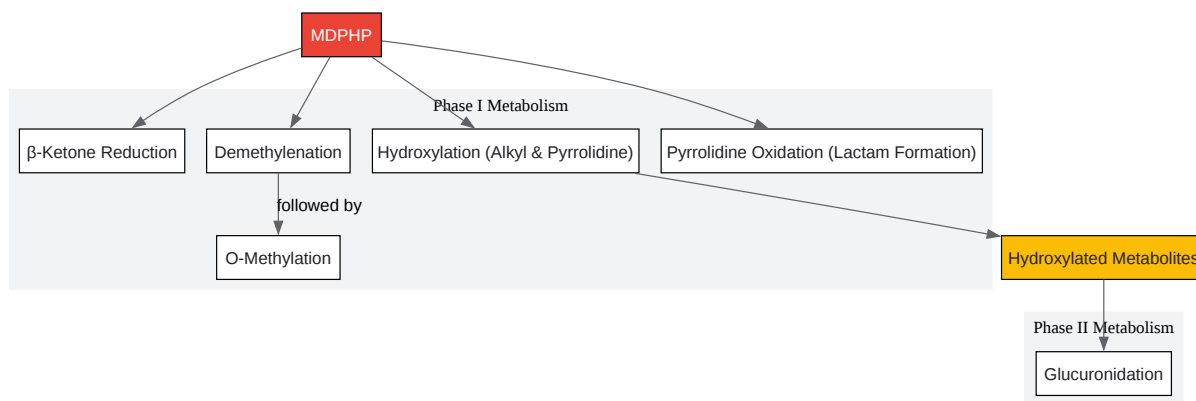 MDPHP
Phase I Metabolism
β-Ketone Reduction
Demethylenation
Hydroxylation (Alkyl & Pyrrolidine)
Pyrrolidine Oxidation (Lactam Formation)
followed by
O-Methylation
Hydroxylated Metabolites
Phase II Metabolism
Glucuronidation